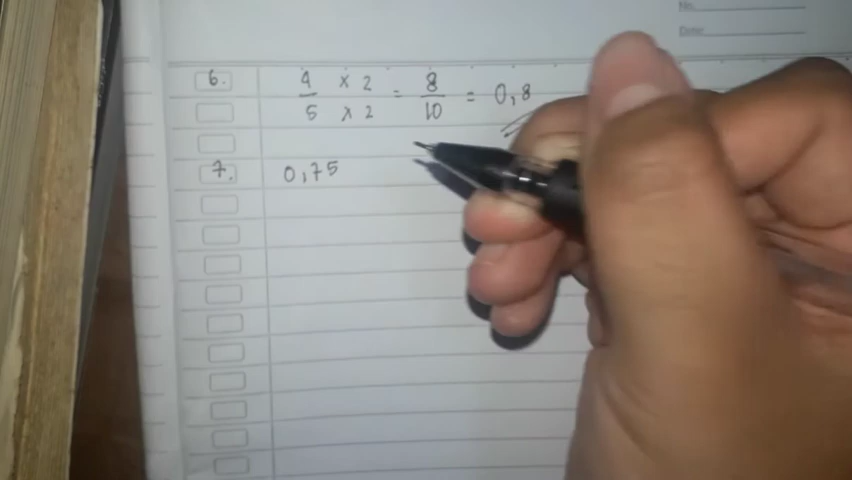 No.
Date:
6. 4/5 x 2 / x 2 = 8/10 = 0,8
7. 0,75